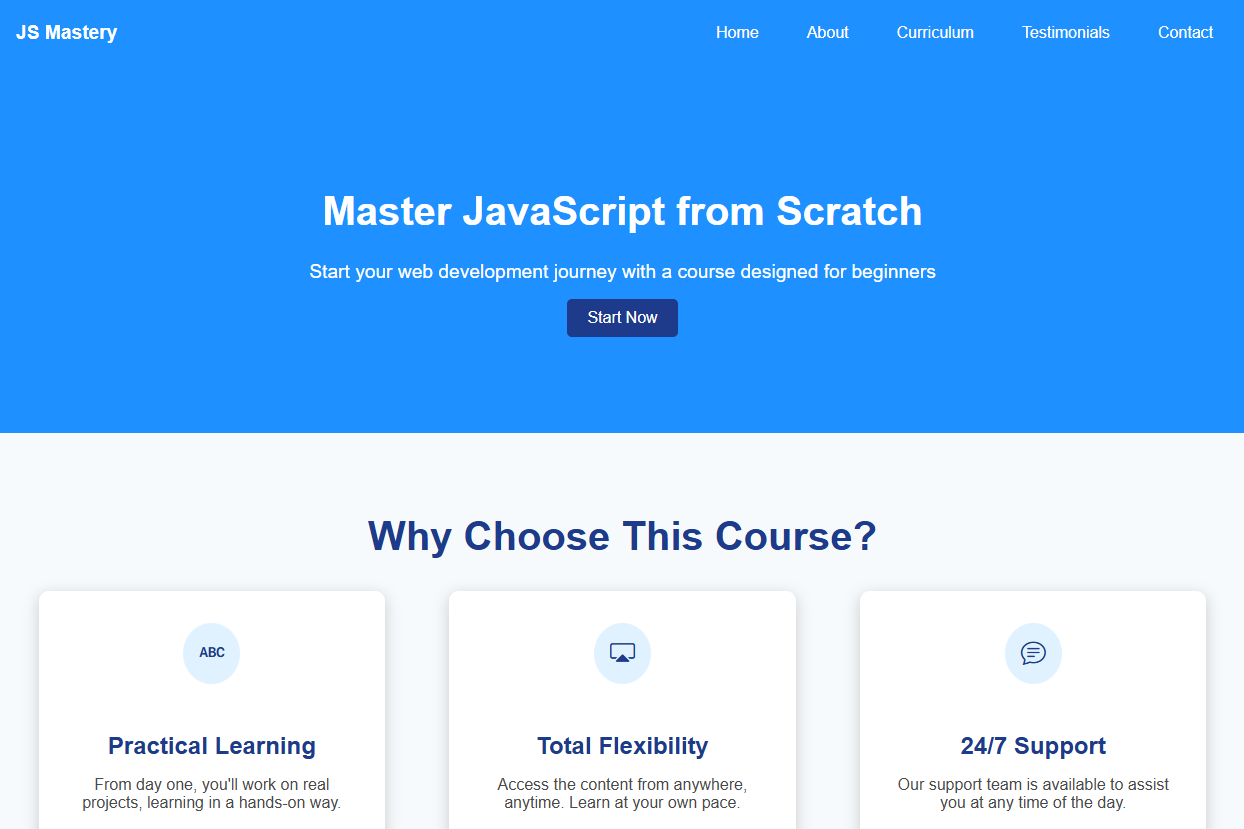 JS Mastery
Home
About
Curriculum
Testimonials
Contact
Master JavaScript from Scratch
Start your web development journey with a course designed for beginners
Start Now
Why Choose This Course?
ABC
Practical Learning
From day one, you'll work on real
projects, learning in a hands-on way.
Total Flexibility
Access the content from anywhere,
anytime. Learn at your own pace.
24/7 Support
Our support team is available to assist
you at any time of the day.